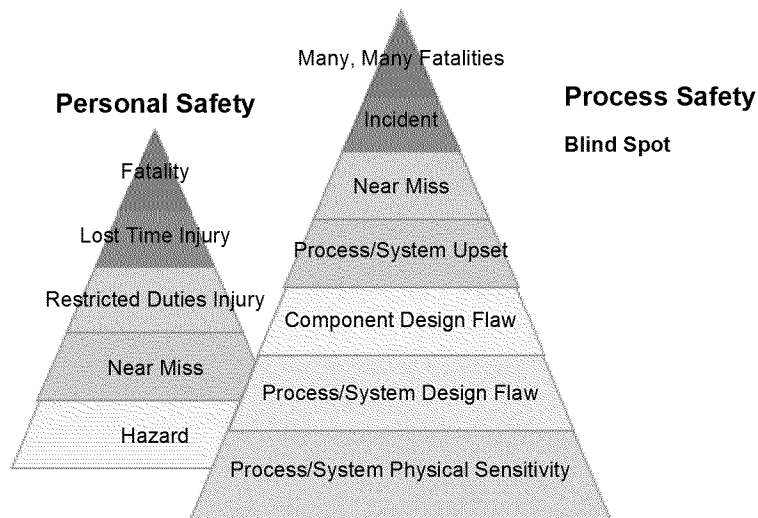 Personal Safety
Fatality
Lost Time Injury
Restricted Duties Injury
Near Miss
Hazard
Many, Many Fatalities
Incident
Near Miss
Process/System Upset
Component Design Flaw
Process/System Design Flaw
Process/System Physical Sensitivity
Process Safety
Blind Spot